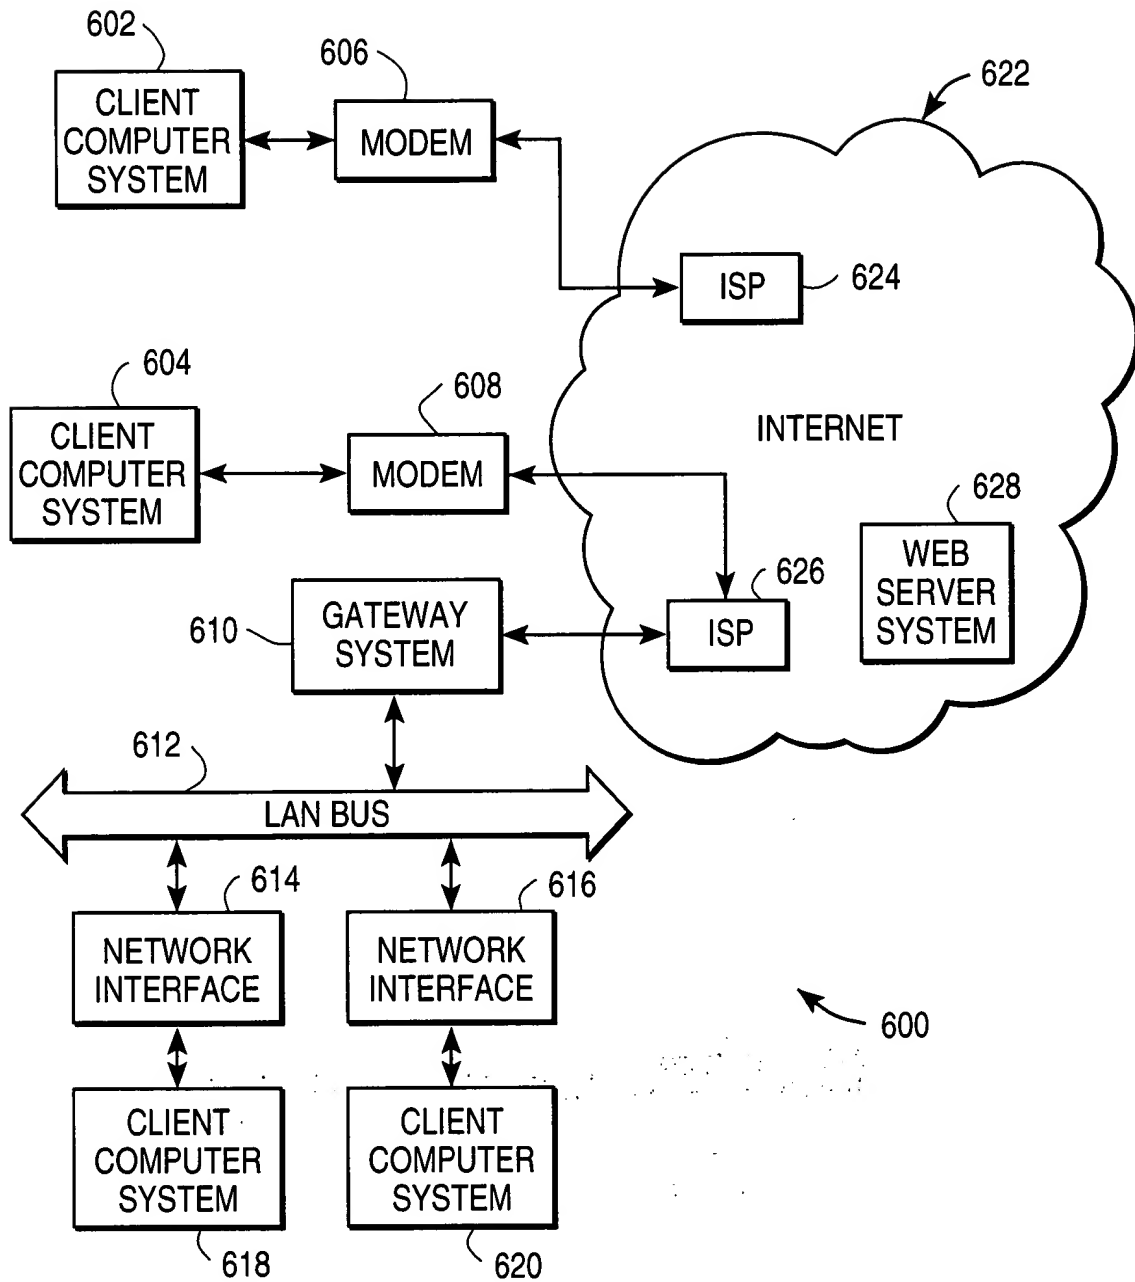 602
CLIENT
COMPUTER
SYSTEM
606
MODEM
622
ISP
624
604
CLIENT
COMPUTER
SYSTEM
608
MODEM
INTERNET
628
WEB
SERVER
SYSTEM
610
GATEWAY
SYSTEM
626
ISP
612
LAN BUS
614
NETWORK
INTERFACE
616
NETWORK
INTERFACE
600
CLIENT
COMPUTER
SYSTEM
618
CLIENT
COMPUTER
SYSTEM
620